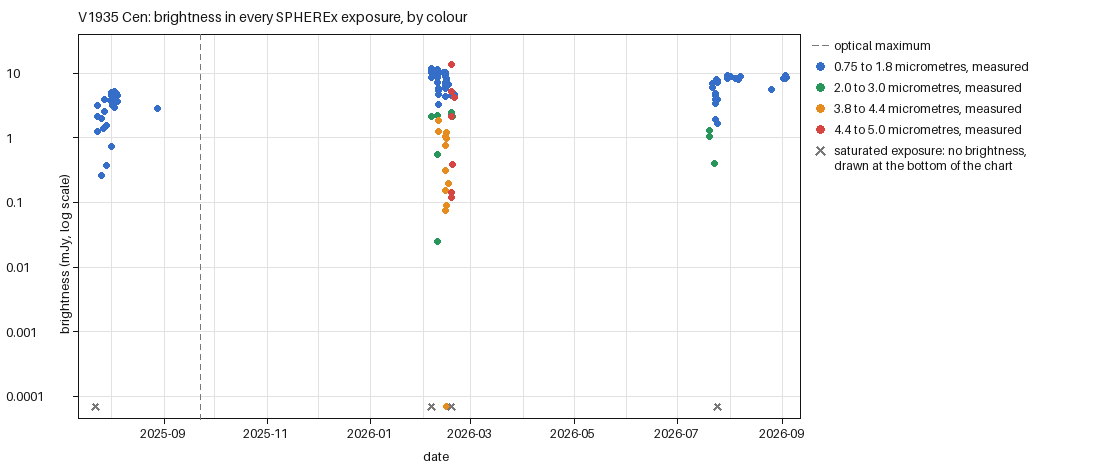 V1935 Cen: brightness in every SPHEREx exposure, by colour
optical maximum
0.75 to 1.8 micrometres, measured
2.0 to 3.0 micrometres, measured
3.8 to 4.4 micrometres, measured
4.4 to 5.0 micrometres, measured
saturated exposure: no brightness,
drawn at the bottom of the chart
brightness (mJy, log scale)
10
1
0.1
0.01
0.001
0.0001
2025-09
2025-11
2026-01
2026-03
2026-05
2026-07
2026-09
date